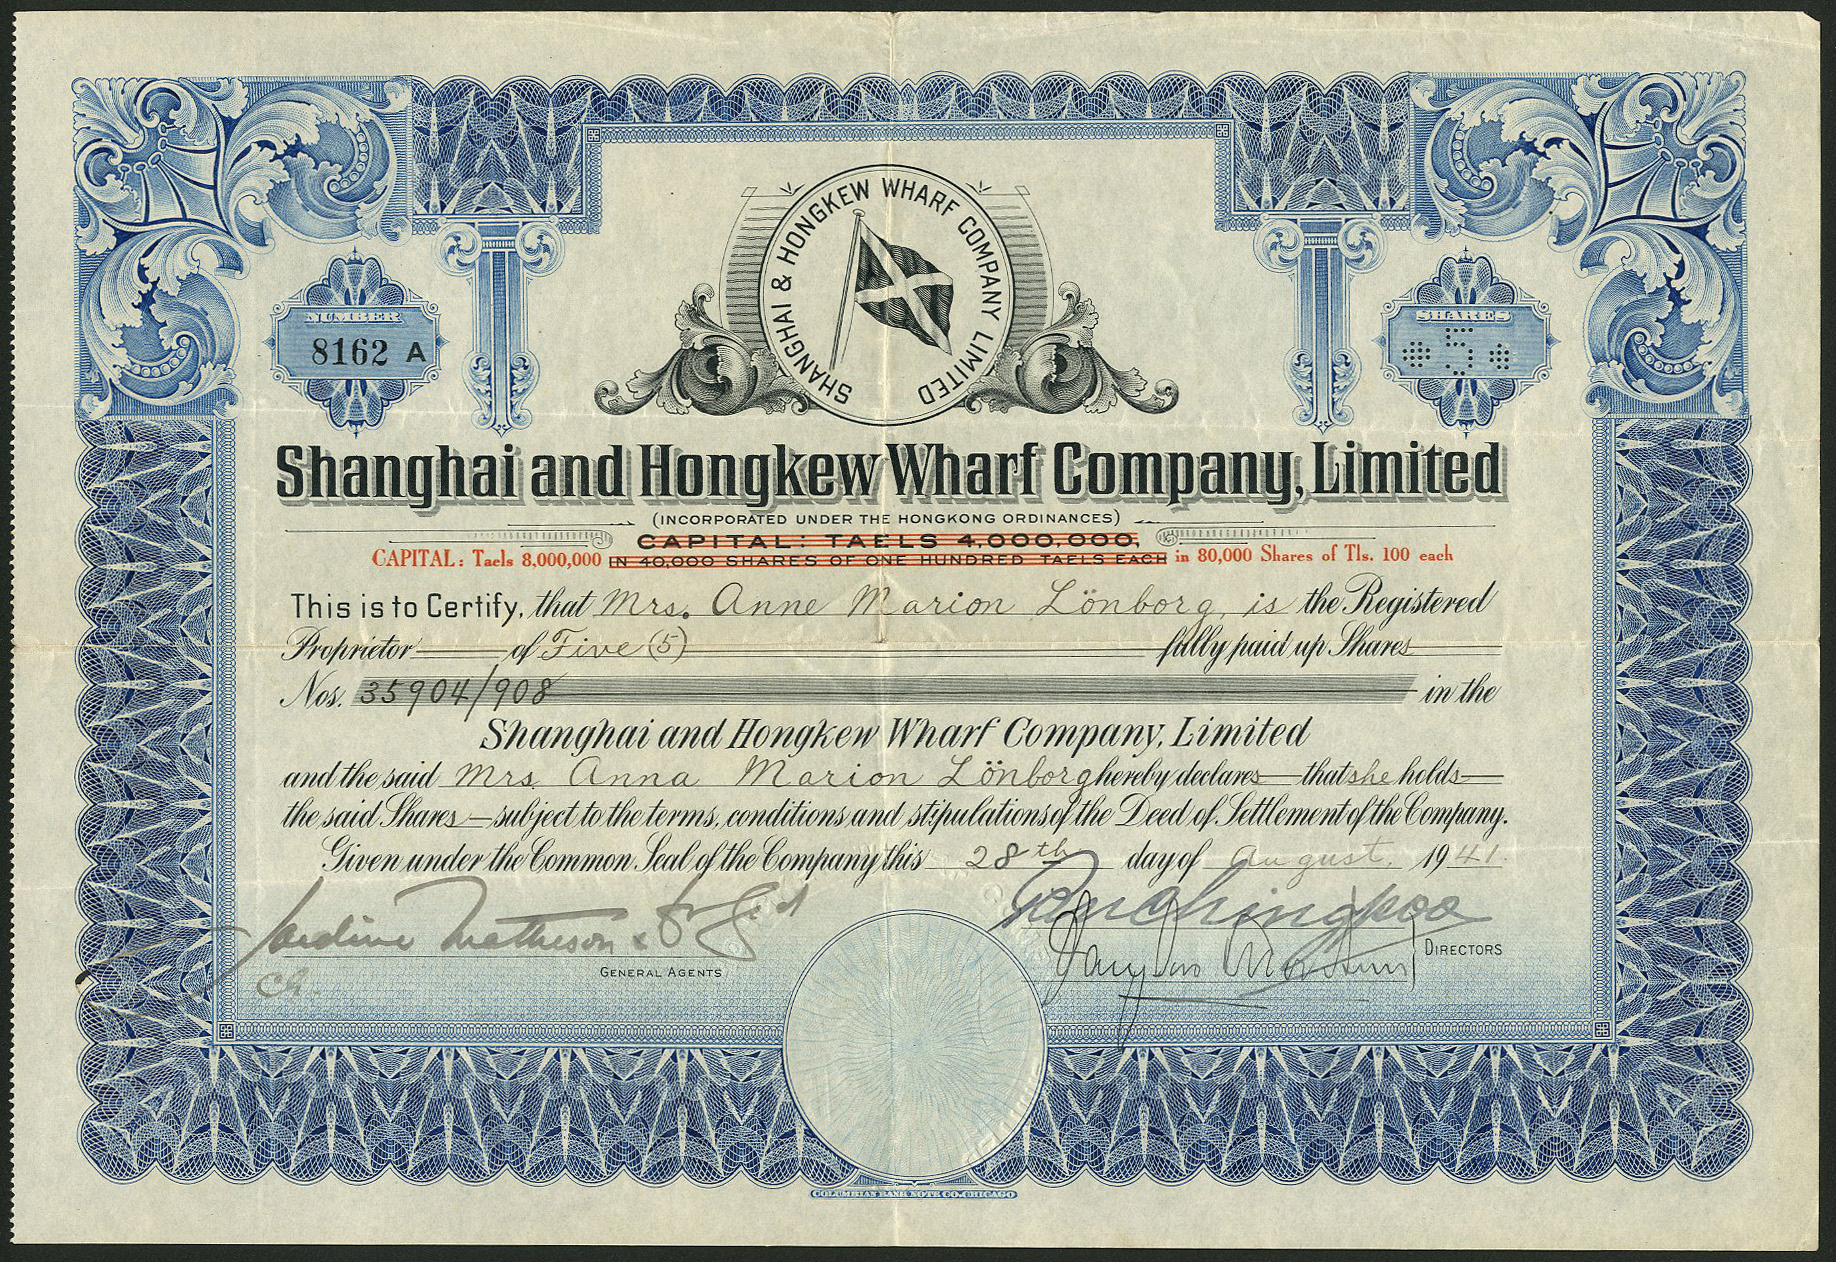 SHANGHAI & HONGKEW WHARF COMPANY LIMITED
NUMBER
8162 A
SHARES
5
Shanghai and Hongkew Wharf Company, Limited
(INCORPORATED UNDER THE HONGKONG ORDINANCES)
CAPITAL: TAELS 4,000,000,
CAPITAL: Taels 8,000,000 IN 40,000 SHARES OF ONE HUNDRED TAELS EACH in 80,000 Shares of Tls. 100 each
This is to Certify, that Mrs. Anne Marion Lönborg, is the Registered
Proprietor of Five (5) fully paid up Shares
Nos. 35904/908 in the
Shanghai and Hongkew Wharf Company, Limited
and the said Mrs. Anna Marion Lönborg hereby declares that she holds
the said Shares subject to the terms, conditions and stipulations of the Deed of Settlement of the Company.
Given under the Common Seal of the Company this 28th day of August, 1941.
Jardine Matheson & Co Ltd
GENERAL AGENTS
DIRECTORS
COLUMBIAN BANK NOTE CO. CHICAGO